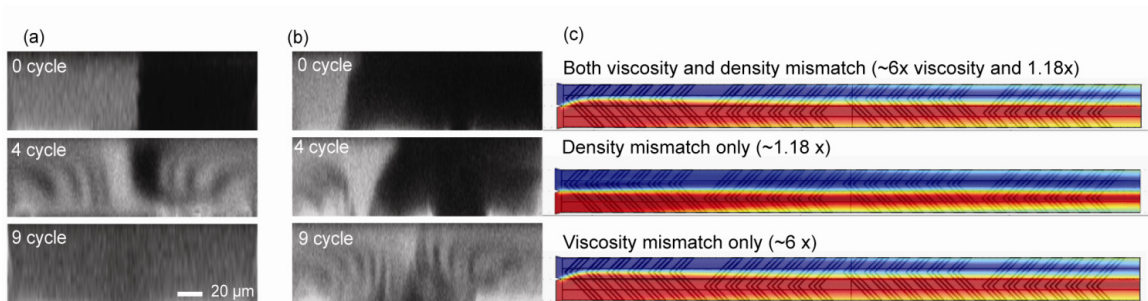 (a)
0 cycle
4 cycle
9 cycle
20 µm
(b)
0 cycle
4 cycle
9 cycle
(c)
Both viscosity and density mismatch (~6x viscosity and 1.18x)
Density mismatch only (~1.18 x)
Viscosity mismatch only (~6 x)